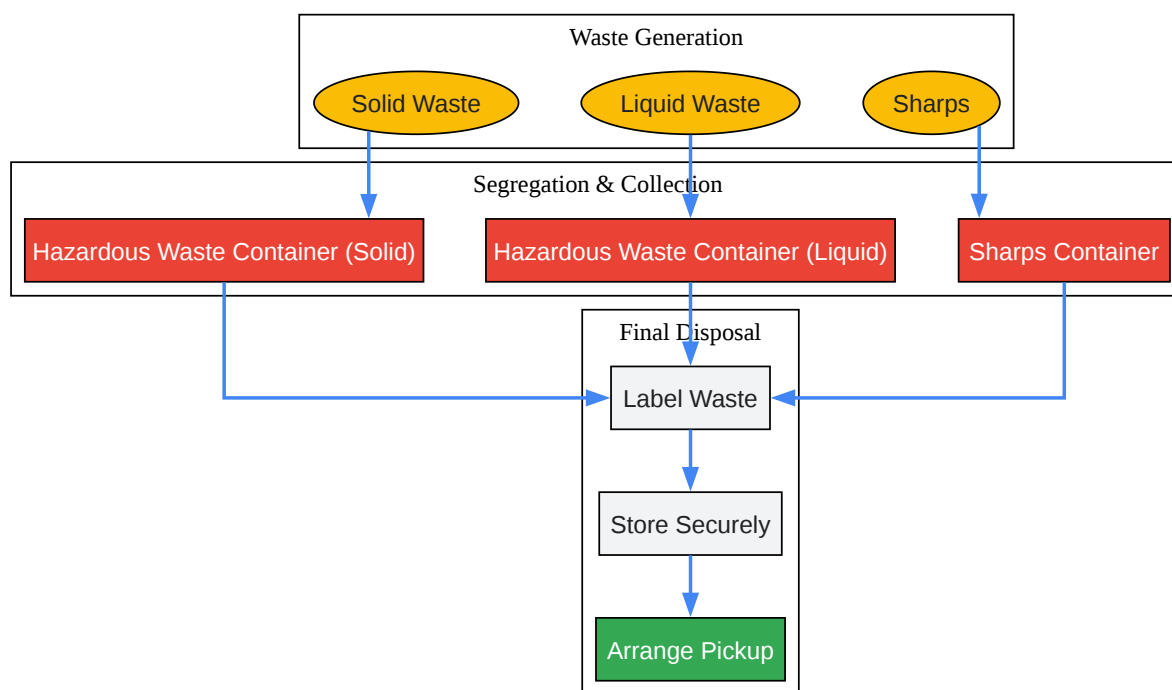 Waste Generation
Solid Waste
Liquid Waste
Sharps
Segregation & Collection
Hazardous Waste Container (Solid)
Hazardous Waste Container (Liquid)
Sharps Container
Final Disposal
Label Waste
Store Securely
Arrange Pickup